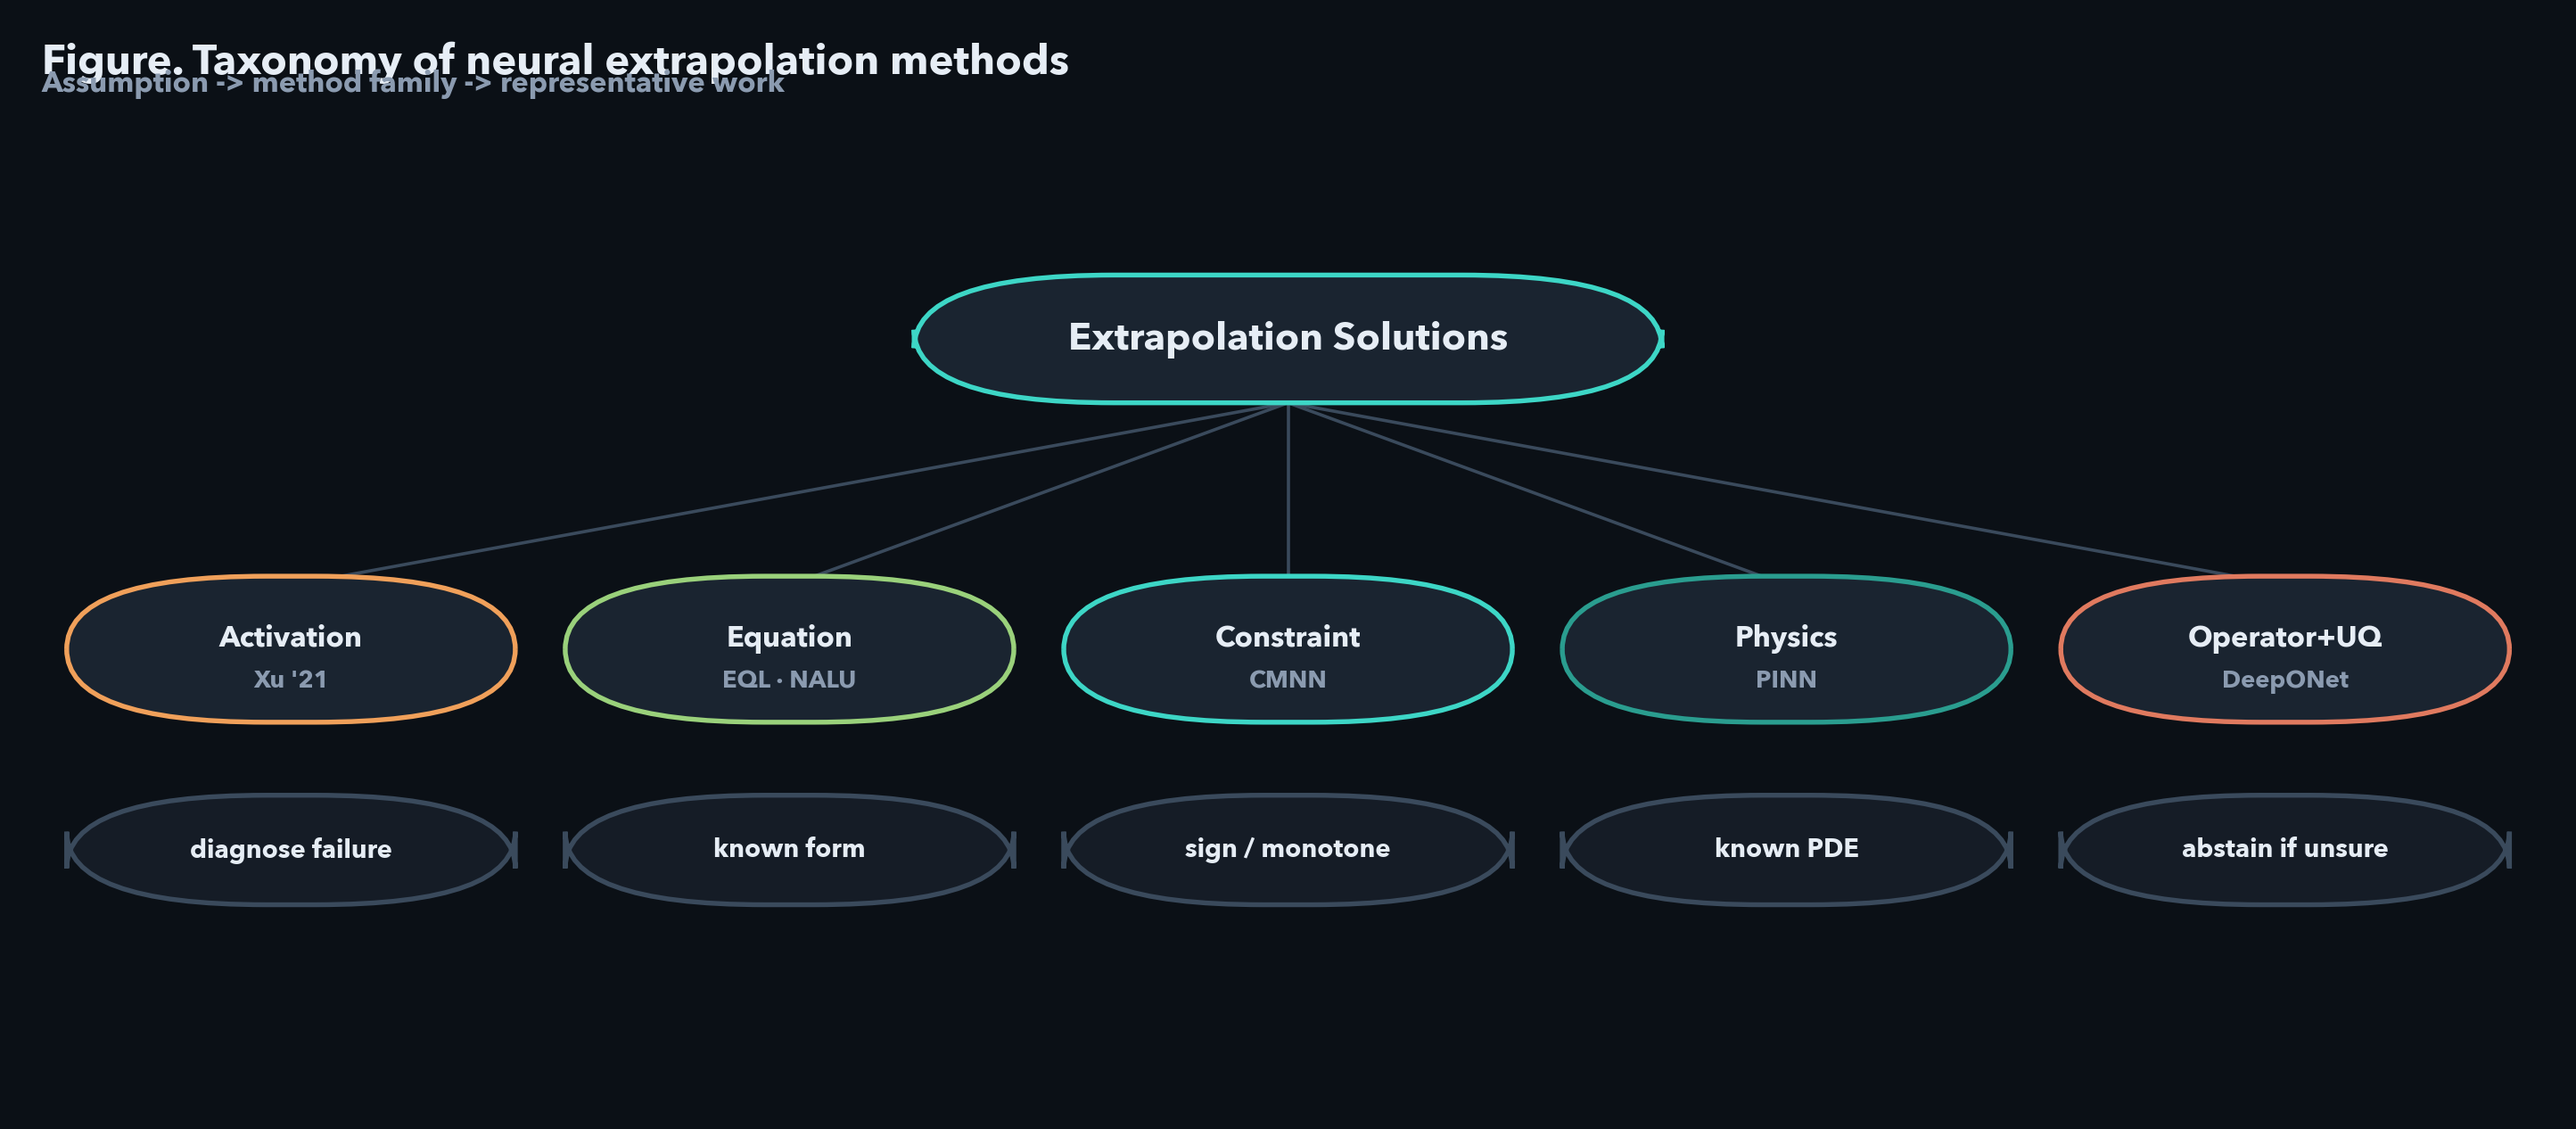 Figure. Taxonomy of neural extrapolation methods
Assumption -> method family -> representative work
Extrapolation Solutions
Activation
Xu '21
Equation
EQL · NALU
Constraint
CMNN
Physics
PINN
Operator+UQ
DeepONet
diagnose failure
known form
sign / monotone
known PDE
abstain if unsure